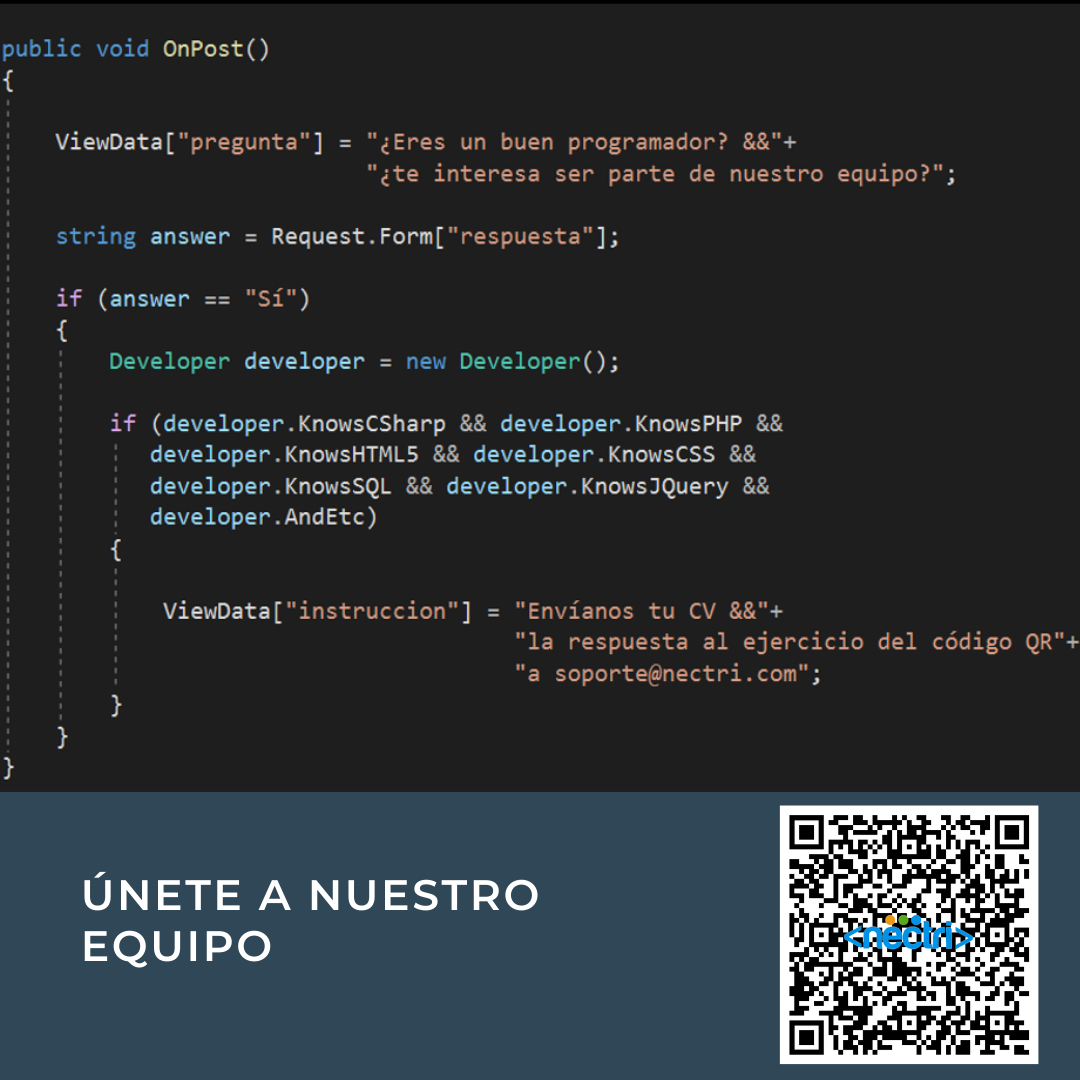 public void OnPost()
{
ViewData["pregunta"] = "¿Eres un buen programador? &&"+
"¿te interesa ser parte de nuestro equipo?";
string answer = Request.Form["respuesta"];
if (answer == "Sí")
{
Developer developer = new Developer();
if (developer.KnowsCSharp && developer.KnowsPHP &&
developer.KnowsHTML5 && developer.KnowsCSS &&
developer.KnowsSQL && developer.KnowsJQuery &&
developer.AndEtc)
{
ViewData["instruccion"] = "Envíanos tu CV &&"+
"la respuesta al ejercicio del código QR"+
"a soporte@nectri.com";
}
}
}
ÚNETE A NUESTRO
EQUIPO
<nectri>